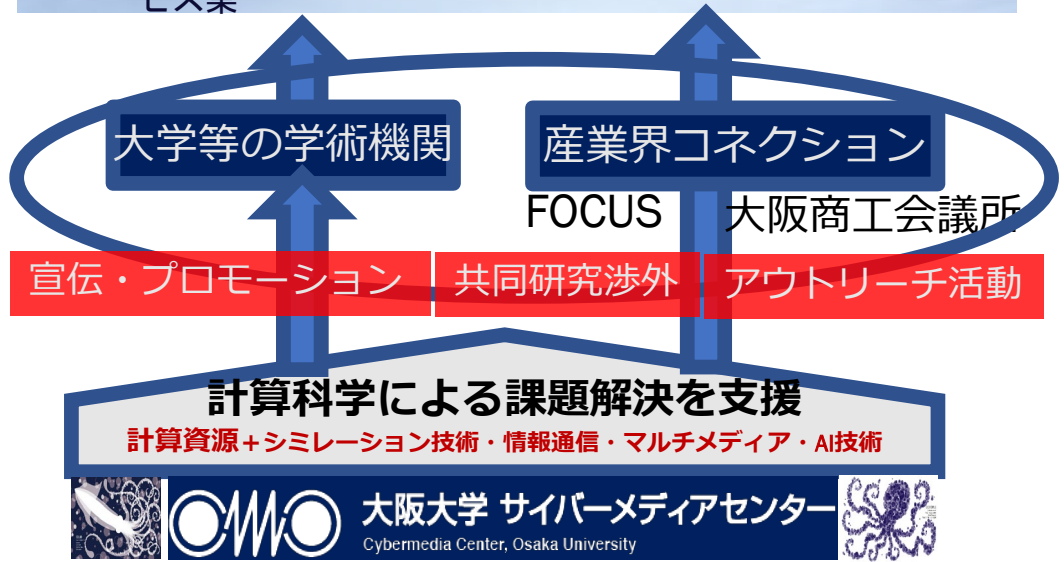 ビス業
大学等の学術機関 産業界コネクション
FOCUS 大阪商工会議所
宣伝・プロモーション 共同研究渉外 アウトリーチ活動
計算科学による課題解決を支援
計算資源+シミレーション技術・情報通信・マルチメディア・AI技術
大阪大学 サイバーメディアセンター
Cybermedia Center, Osaka University